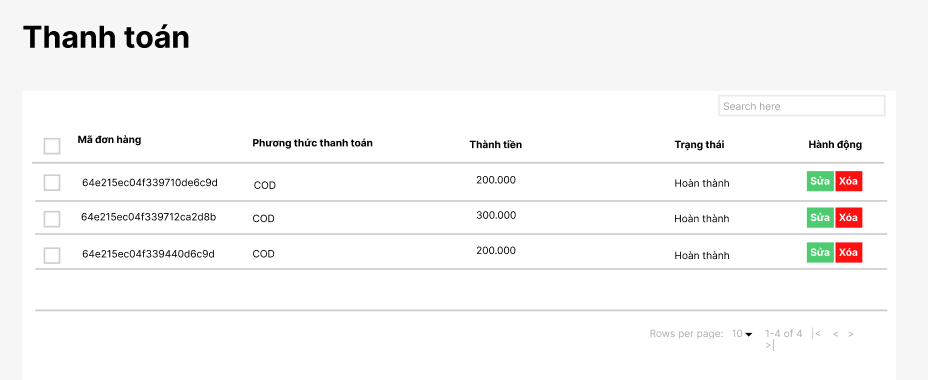 Thanh toán
Search here
Mã đơn hàng Phương thức thanh toán Thành tiền Trạng thái Hành động
64e215ec04f339710de6c9d COD 200.000 Hoàn thành Sửa Xóa
64e215ec04f339712ca2d8b COD 300.000 Hoàn thành Sửa Xóa
64e215ec04f339440d6c9d COD 200.000 Hoàn thành Sửa Xóa
Rows per page: 10 1-4 of 4 |< < >
>|